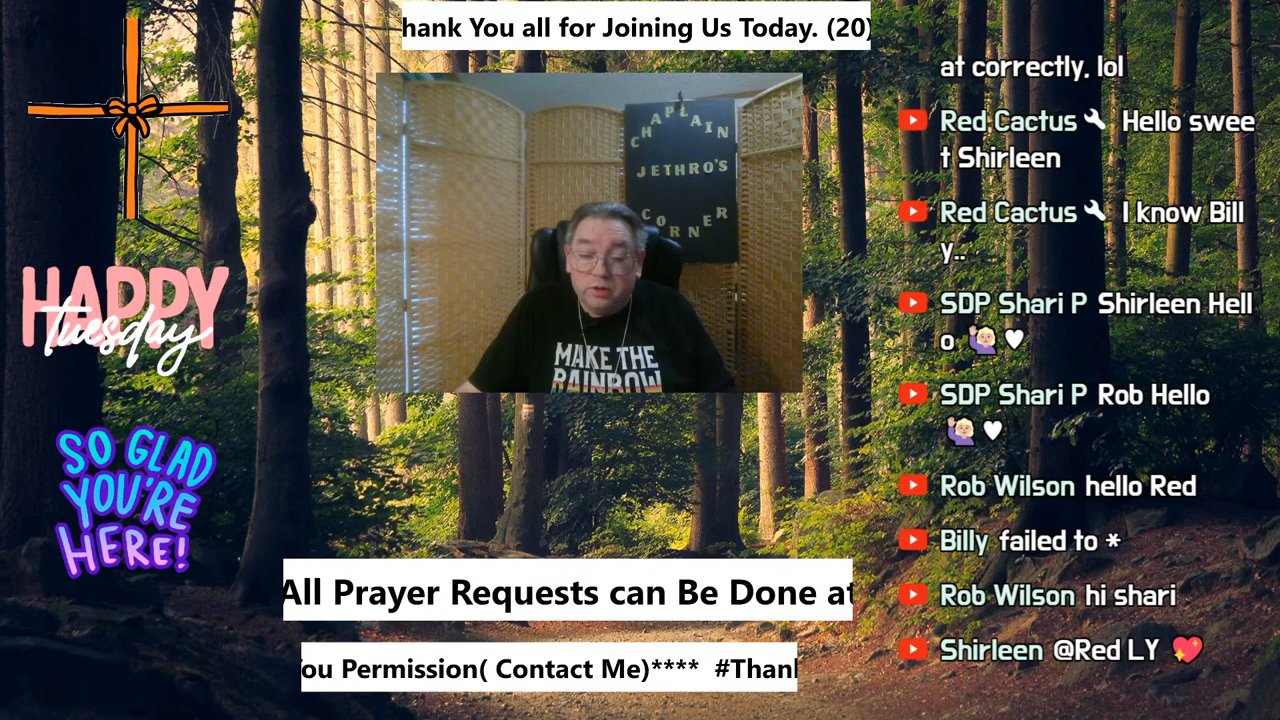 hank You all for Joining Us Today. (20)
CHAPLAIN
JETHRO'S
CORNER
MAKE THE
RAINBOW
HAPPY
Tuesday
SO GLAD
YOU'RE
HERE!
All Prayer Requests can Be Done at
ou Permission( Contact Me)**** #Thank
at correctly, lol
Red Cactus Hello swee
t Shirleen
Red Cactus I know Bill
y..
SDP Shari P Shirleen Hell
o
SDP Shari P Rob Hello
Rob Wilson hello Red
Billy failed to *
Rob Wilson hi shari
Shirleen @Red LY